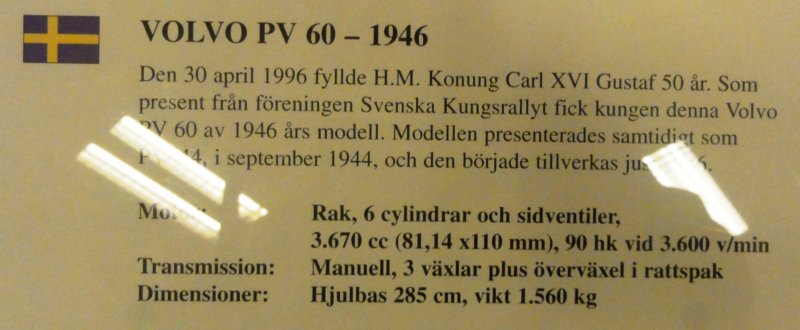 VOLVO PV 60 – 1946
Den 30 april 1996 fyllde H.M. Konung Carl XVI Gustaf 50 år. Som
present från föreningen Svenska Kungsrallyt fick kungen denna Volvo
PV 60 av 1946 års modell. Modellen presenterades samtidigt som
i september 1944, och den började tillverkas
Rak, 6 cylindrar och sidventiler,
3.670 cc (81,14 x110 mm), 90 hk vid 3.600 v/min
Transmission: Manuell, 3 växlar plus överväxel i rattspak
Dimensioner: Hjulbas 285 cm, vikt 1.560 kg